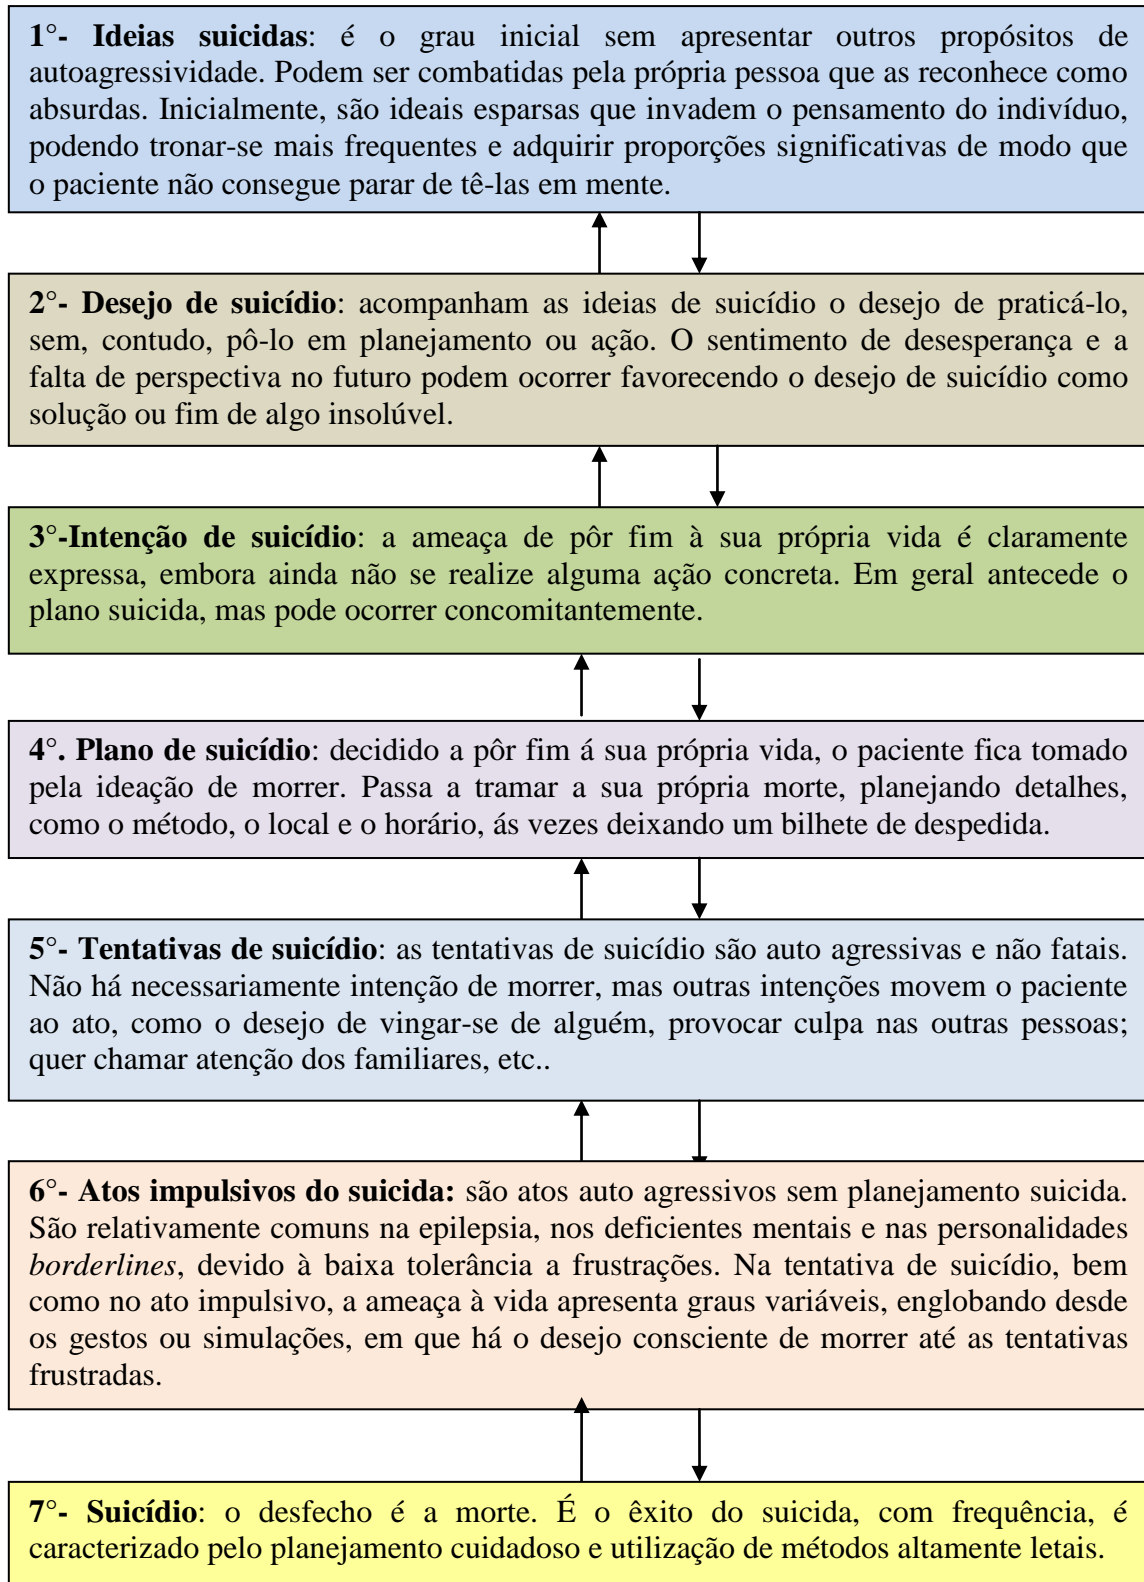 1°- Ideias suicidas: é o grau inicial sem apresentar outros propósitos de
autoagressividade. Podem ser combatidas pela própria pessoa que as reconhece como
absurdas. Inicialmente, são ideais esparsas que invadem o pensamento do indivíduo,
podendo tronar-se mais frequentes e adquirir proporções significativas de modo que
o paciente não consegue parar de tê-las em mente.
2°- Desejo de suicídio: acompanham as ideias de suicídio o desejo de praticá-lo,
sem, contudo, pô-lo em planejamento ou ação. O sentimento de desesperança e a
falta de perspectiva no futuro podem ocorrer favorecendo o desejo de suicídio como
solução ou fim de algo insolúvel.
3°-Intenção de suicídio: a ameaça de pôr fim à sua própria vida é claramente
expressa, embora ainda não se realize alguma ação concreta. Em geral antecede o
plano suicida, mas pode ocorrer concomitantemente.
4°. Plano de suicídio: decidido a pôr fim á sua própria vida, o paciente fica tomado
pela ideação de morrer. Passa a tramar a sua própria morte, planejando detalhes,
como o método, o local e o horário, ás vezes deixando um bilhete de despedida.
5°- Tentativas de suicídio: as tentativas de suicídio são auto agressivas e não fatais.
Não há necessariamente intenção de morrer, mas outras intenções movem o paciente
ao ato, como o desejo de vingar-se de alguém, provocar culpa nas outras pessoas;
quer chamar atenção dos familiares, etc..
6°- Atos impulsivos do suicida: são atos auto agressivos sem planejamento suicida.
São relativamente comuns na epilepsia, nos deficientes mentais e nas personalidades
borderlines, devido à baixa tolerância a frustrações. Na tentativa de suicídio, bem
como no ato impulsivo, a ameaça à vida apresenta graus variáveis, englobando desde
os gestos ou simulações, em que há o desejo consciente de morrer até as tentativas
frustradas.
7°- Suicídio: o desfecho é a morte. É o êxito do suicida, com frequência, é
caracterizado pelo planejamento cuidadoso e utilização de métodos altamente letais.